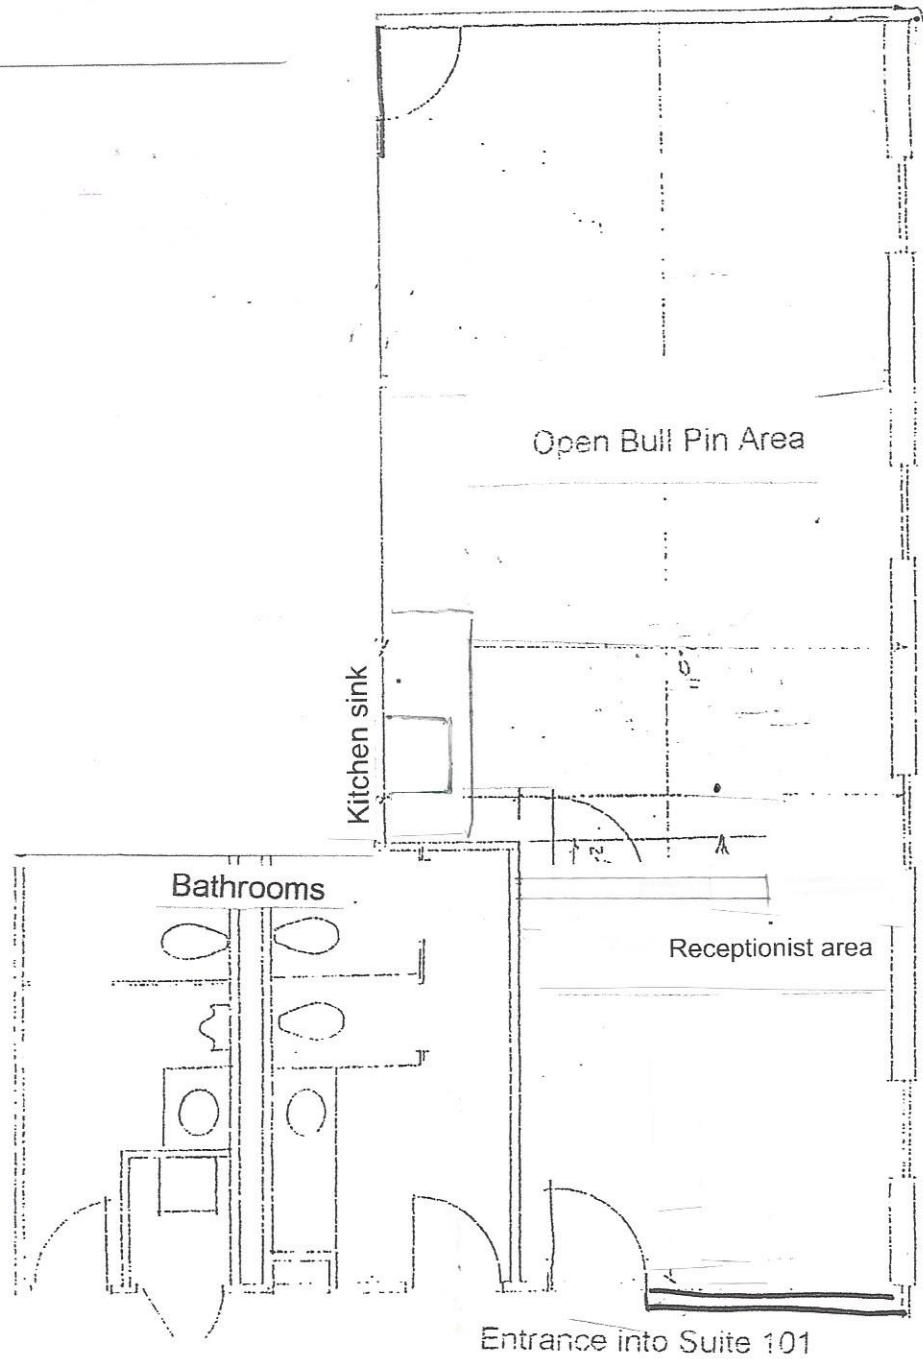 Open Bull Pin Area
Kitchen sink
Bathrooms
Receptionist area
Entrance into Suite 101